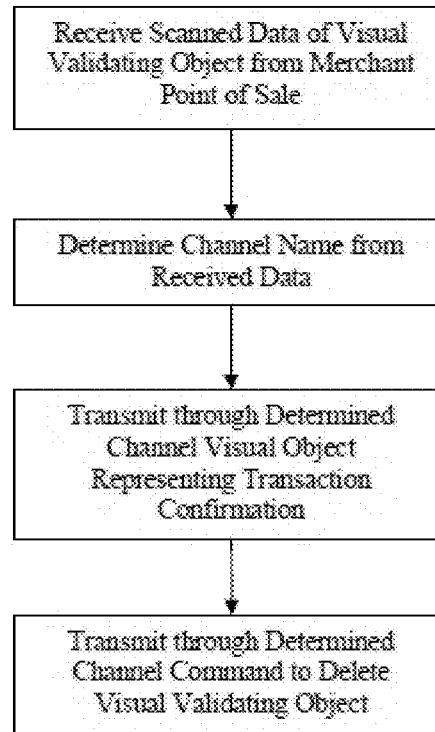 Receive Scanned Data of Visual
Validating Object from Merchant
Point of Sale
Determine Channel Name from
Received Data
Transmit through Determined
Channel Visual Object
Representing Transaction
Confirmation
Transmit through Determined
Channel Command to Delete
Visual Validating Object